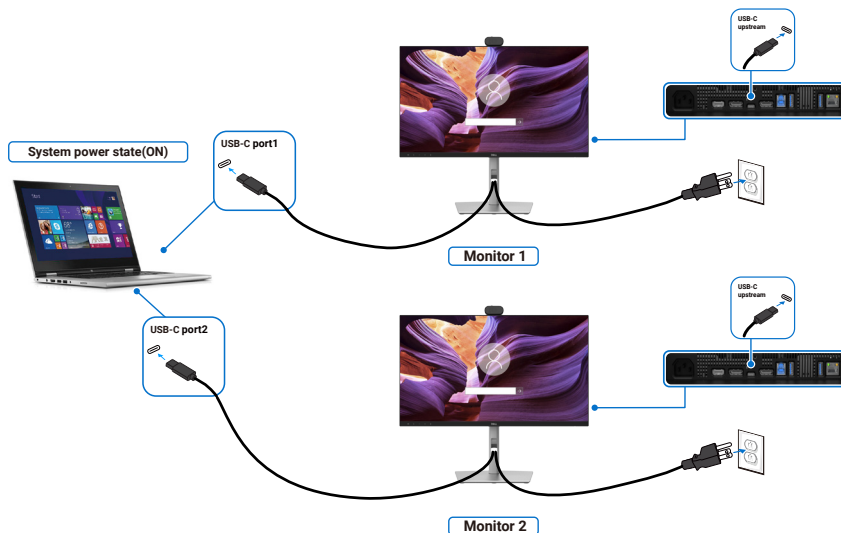 USB-C
upstream
USB-C port1
System power state(ON)
Monitor 1
USB-C
upstream
USB-C port2
Monitor 2